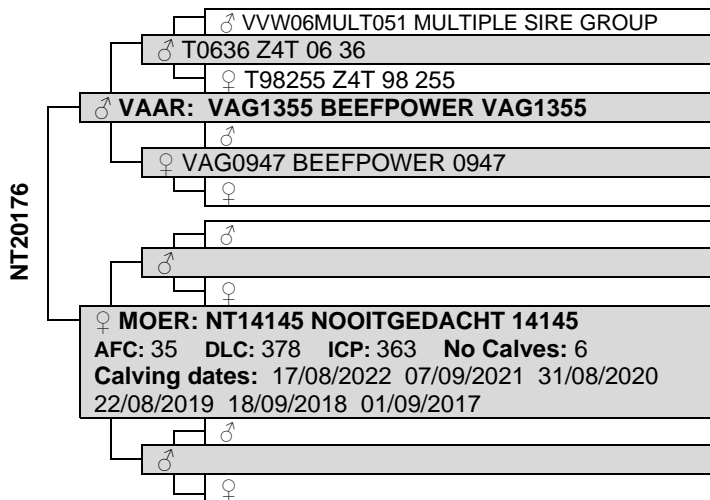 ♂ VVW06MULT051 MULTIPLE SIRE GROUP
♂ T0636 Z4T 06 36
♀ T98255 Z4T 98 255
♂ VAAR: VAG1355 BEEFPOWER VAG1355
♂
♀ VAG0947 BEEFPOWER 0947
♀
NT20176
♂
♂
♀
♀ MOER: NT14145 NOOITGEDACHT 14145
AFC: 35 DLC: 378 ICP: 363 No Calves: 6
Calving dates: 17/08/2022 07/09/2021 31/08/2020
22/08/2019 18/09/2018 01/09/2017
♂
♂
♀